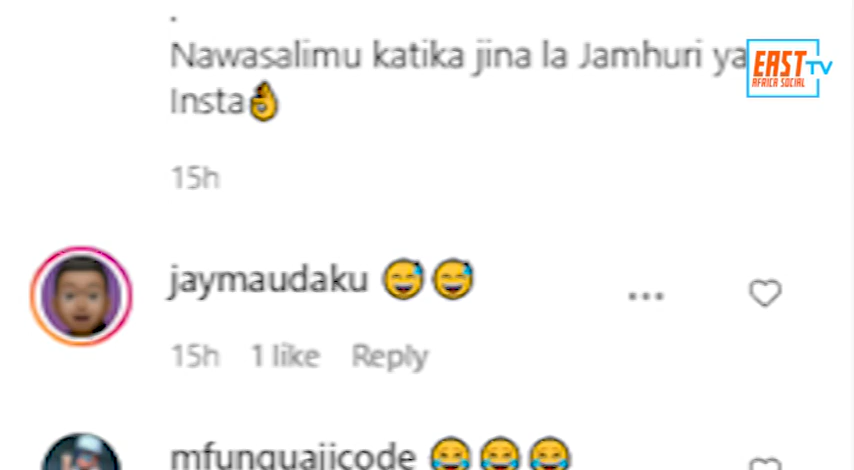 .
Nawasalimu katika jina la Jamhuri ya
Insta👌
EAST TV
AFRICA SOCIAL
15h
jaymaudaku 😅😅
15h 1 like Reply
mfunguajicode 😂😂😂